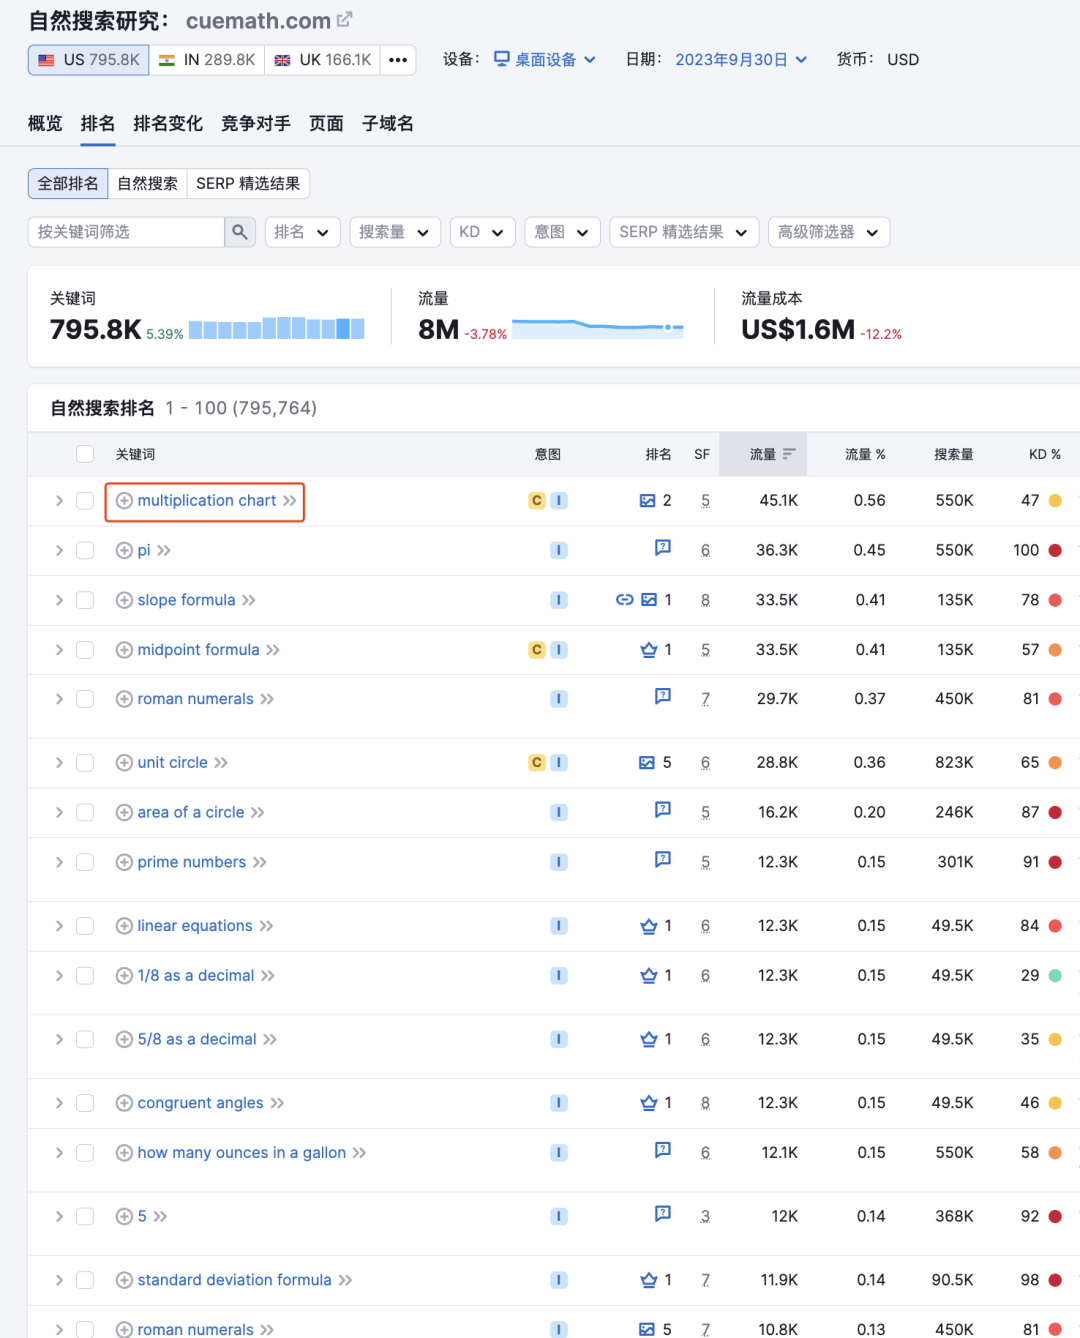 自然搜索研究： cuemath.com
US 795.8K IN 289.8K UK 166.1K ••• 设备： 桌面设备 日期： 2023年9月30日 货币： USD
概览 排名 排名变化 竞争对手 页面 子域名
全部排名 自然搜索 SERP 精选结果
按关键词筛选 排名 搜索量 KD 意图 SERP 精选结果 高级筛选器
关键词 流量 流量成本
795.8K 5.39% 8M -3.78% US$1.6M -12.2%
自然搜索排名 1 - 100 (795,764)
关键词 意图 排名 SF 流量 流量 % 搜索量 KD %
multiplication chart C I 2 5 45.1K 0.56 550K 47
pi I 6 36.3K 0.45 550K 100
slope formula I 1 8 33.5K 0.41 135K 78
midpoint formula C I 1 5 33.5K 0.41 135K 57
roman numerals I 7 29.7K 0.37 450K 81
unit circle C I 5 6 28.8K 0.36 823K 65
area of a circle I 5 16.2K 0.20 246K 87
prime numbers I 5 12.3K 0.15 301K 91
linear equations I 1 6 12.3K 0.15 49.5K 84
1/8 as a decimal I 1 6 12.3K 0.15 49.5K 29
5/8 as a decimal I 1 6 12.3K 0.15 49.5K 35
congruent angles I 1 8 12.3K 0.15 49.5K 46
how many ounces in a gallon I 6 12.1K 0.15 550K 58
5 I 3 12K 0.14 368K 92
standard deviation formula I 1 7 11.9K 0.14 90.5K 98
roman numerals I 5 7 10.8K 0.13 450K 81